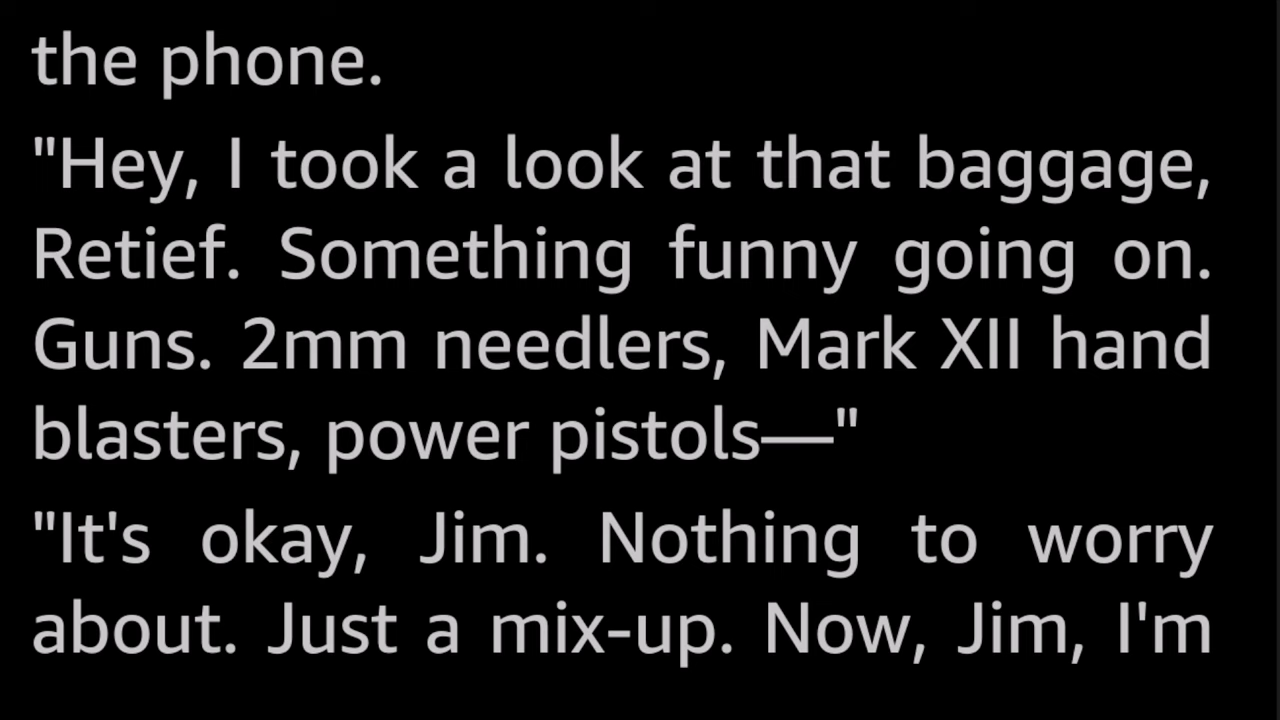 the phone.
"Hey, I took a look at that baggage,
Retief. Something funny going on.
Guns. 2mm needlers, Mark XII hand
blasters, power pistols—"
"It's okay, Jim. Nothing to worry
about. Just a mix-up. Now, Jim, I'm